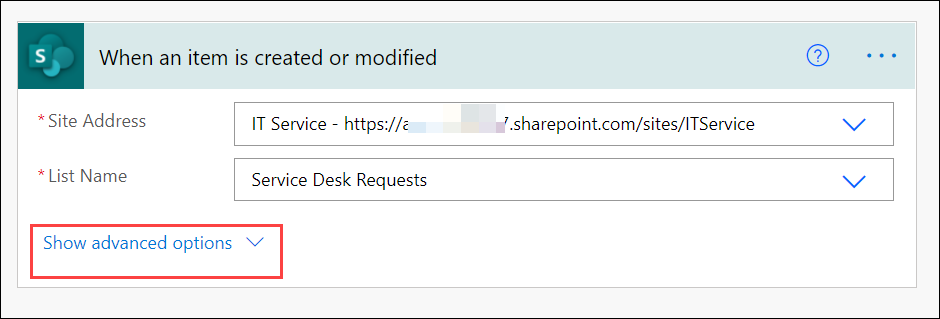 S
When an item is created or modified
? ...
* Site Address
IT Service - https://a 7.sharepoint.com/sites/ITService
* List Name
Service Desk Requests
Show advanced options